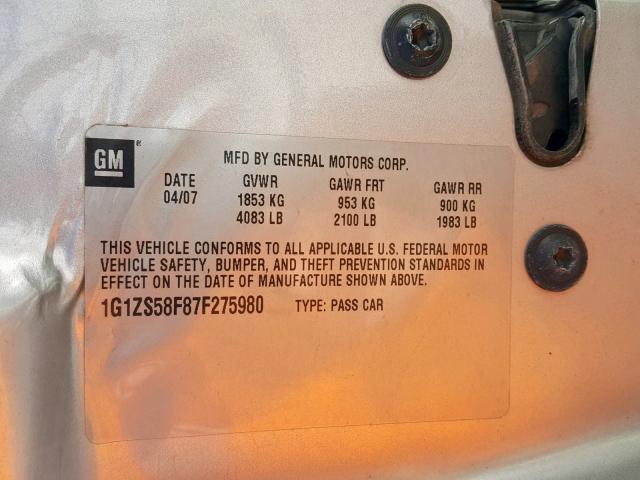 GM ®
MFD BY GENERAL MOTORS CORP.
DATE GVWR GAWR FRT GAWR RR
04/07 1853 KG 953 KG 900 KG
4083 LB 2100 LB 1983 LB
THIS VEHICLE CONFORMS TO ALL APPLICABLE U.S. FEDERAL MOTOR
VEHICLE SAFETY, BUMPER, AND THEFT PREVENTION STANDARDS IN
EFFECT ON THE DATE OF MANUFACTURE SHOWN ABOVE.
1G1ZS58F87F275980 TYPE: PASS CAR